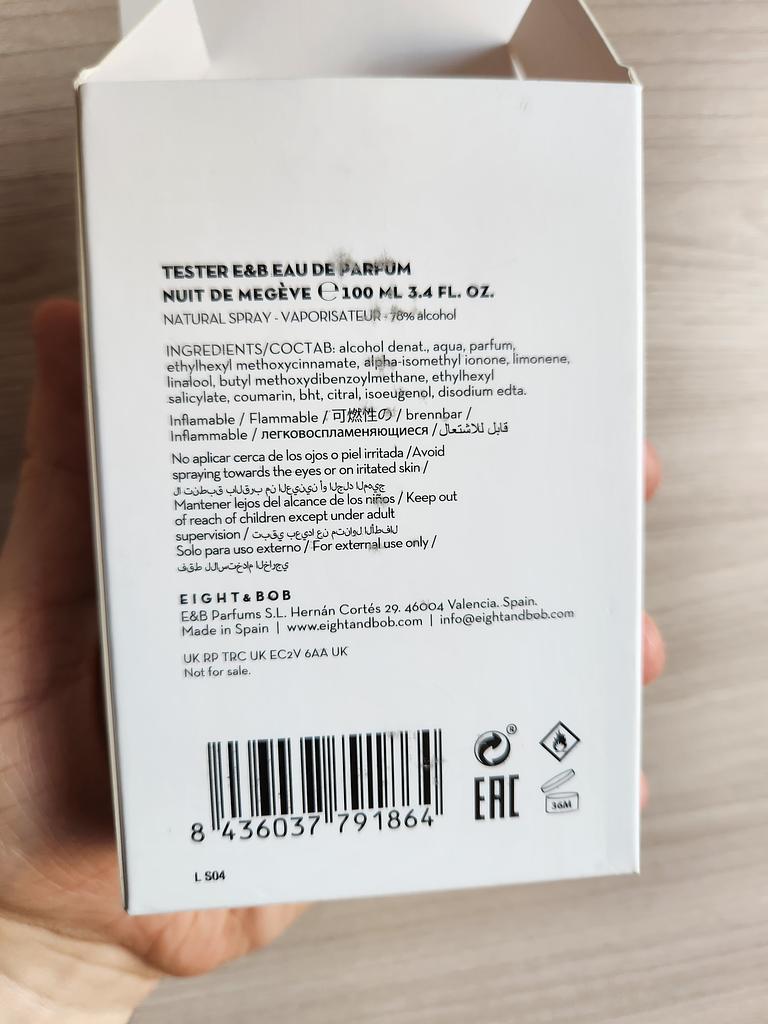 TESTER E&B EAU DE PARFUM
NUIT DE MEGÈVE ℮ 100 ML 3.4 FL. OZ.
NATURAL SPRAY - VAPORISATEUR - 78% alcohol
INGREDIENTS/COCTAB: alcohol denat., aqua, parfum,
ethylhexyl methoxycinnamate, alpha-isomethyl ionone, limonene,
linalool, butyl methoxydibenzoylmethane, ethylhexyl
salicylate, coumarin, bht, citral, isoeugenol, disodium edta.
Inflamable / Flammable / 可燃性の / brennbar /
Inflammable / легковоспламеняющиеся / قابل للاشتعال
No aplicar cerca de los ojos o piel irritada /Avoid
spraying towards the eyes or on iritated skin /
لا تنطبق بالقرب من العينين أو الجلد المهيج
Mantener lejos del alcance de los niños / Keep out
of reach of children except under adult
supervision / تبقي بعيدا عن متناول الأطفال
Solo para uso externo / For external use only /
فقط للاستخدام الخارجي
EIGHT & BOB
E&B Parfums S.L. Hernán Cortés 29. 46004 Valencia. Spain.
Made in Spain | www.eightandbob.com | info@eightandbob.com
UK RP TRC UK EC2V 6AA UK
Not for sale.
®
EAC
36M
8 436037 791864
L S04